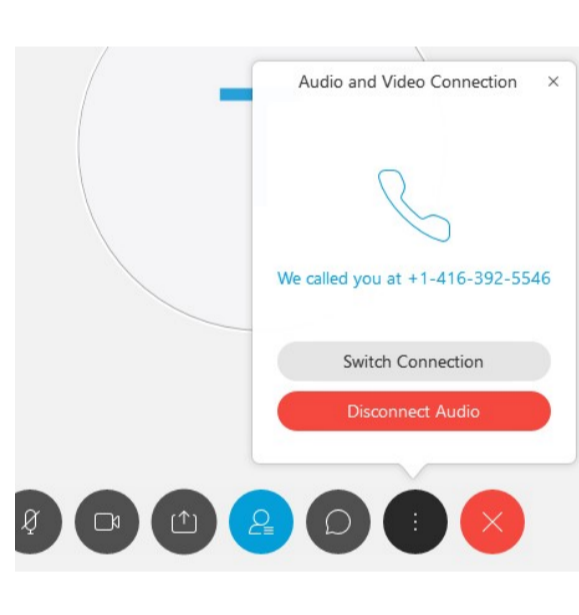 Audio and Video Connection
We called you at +1-416-392-5546
Switch Connection
Disconnect Audio